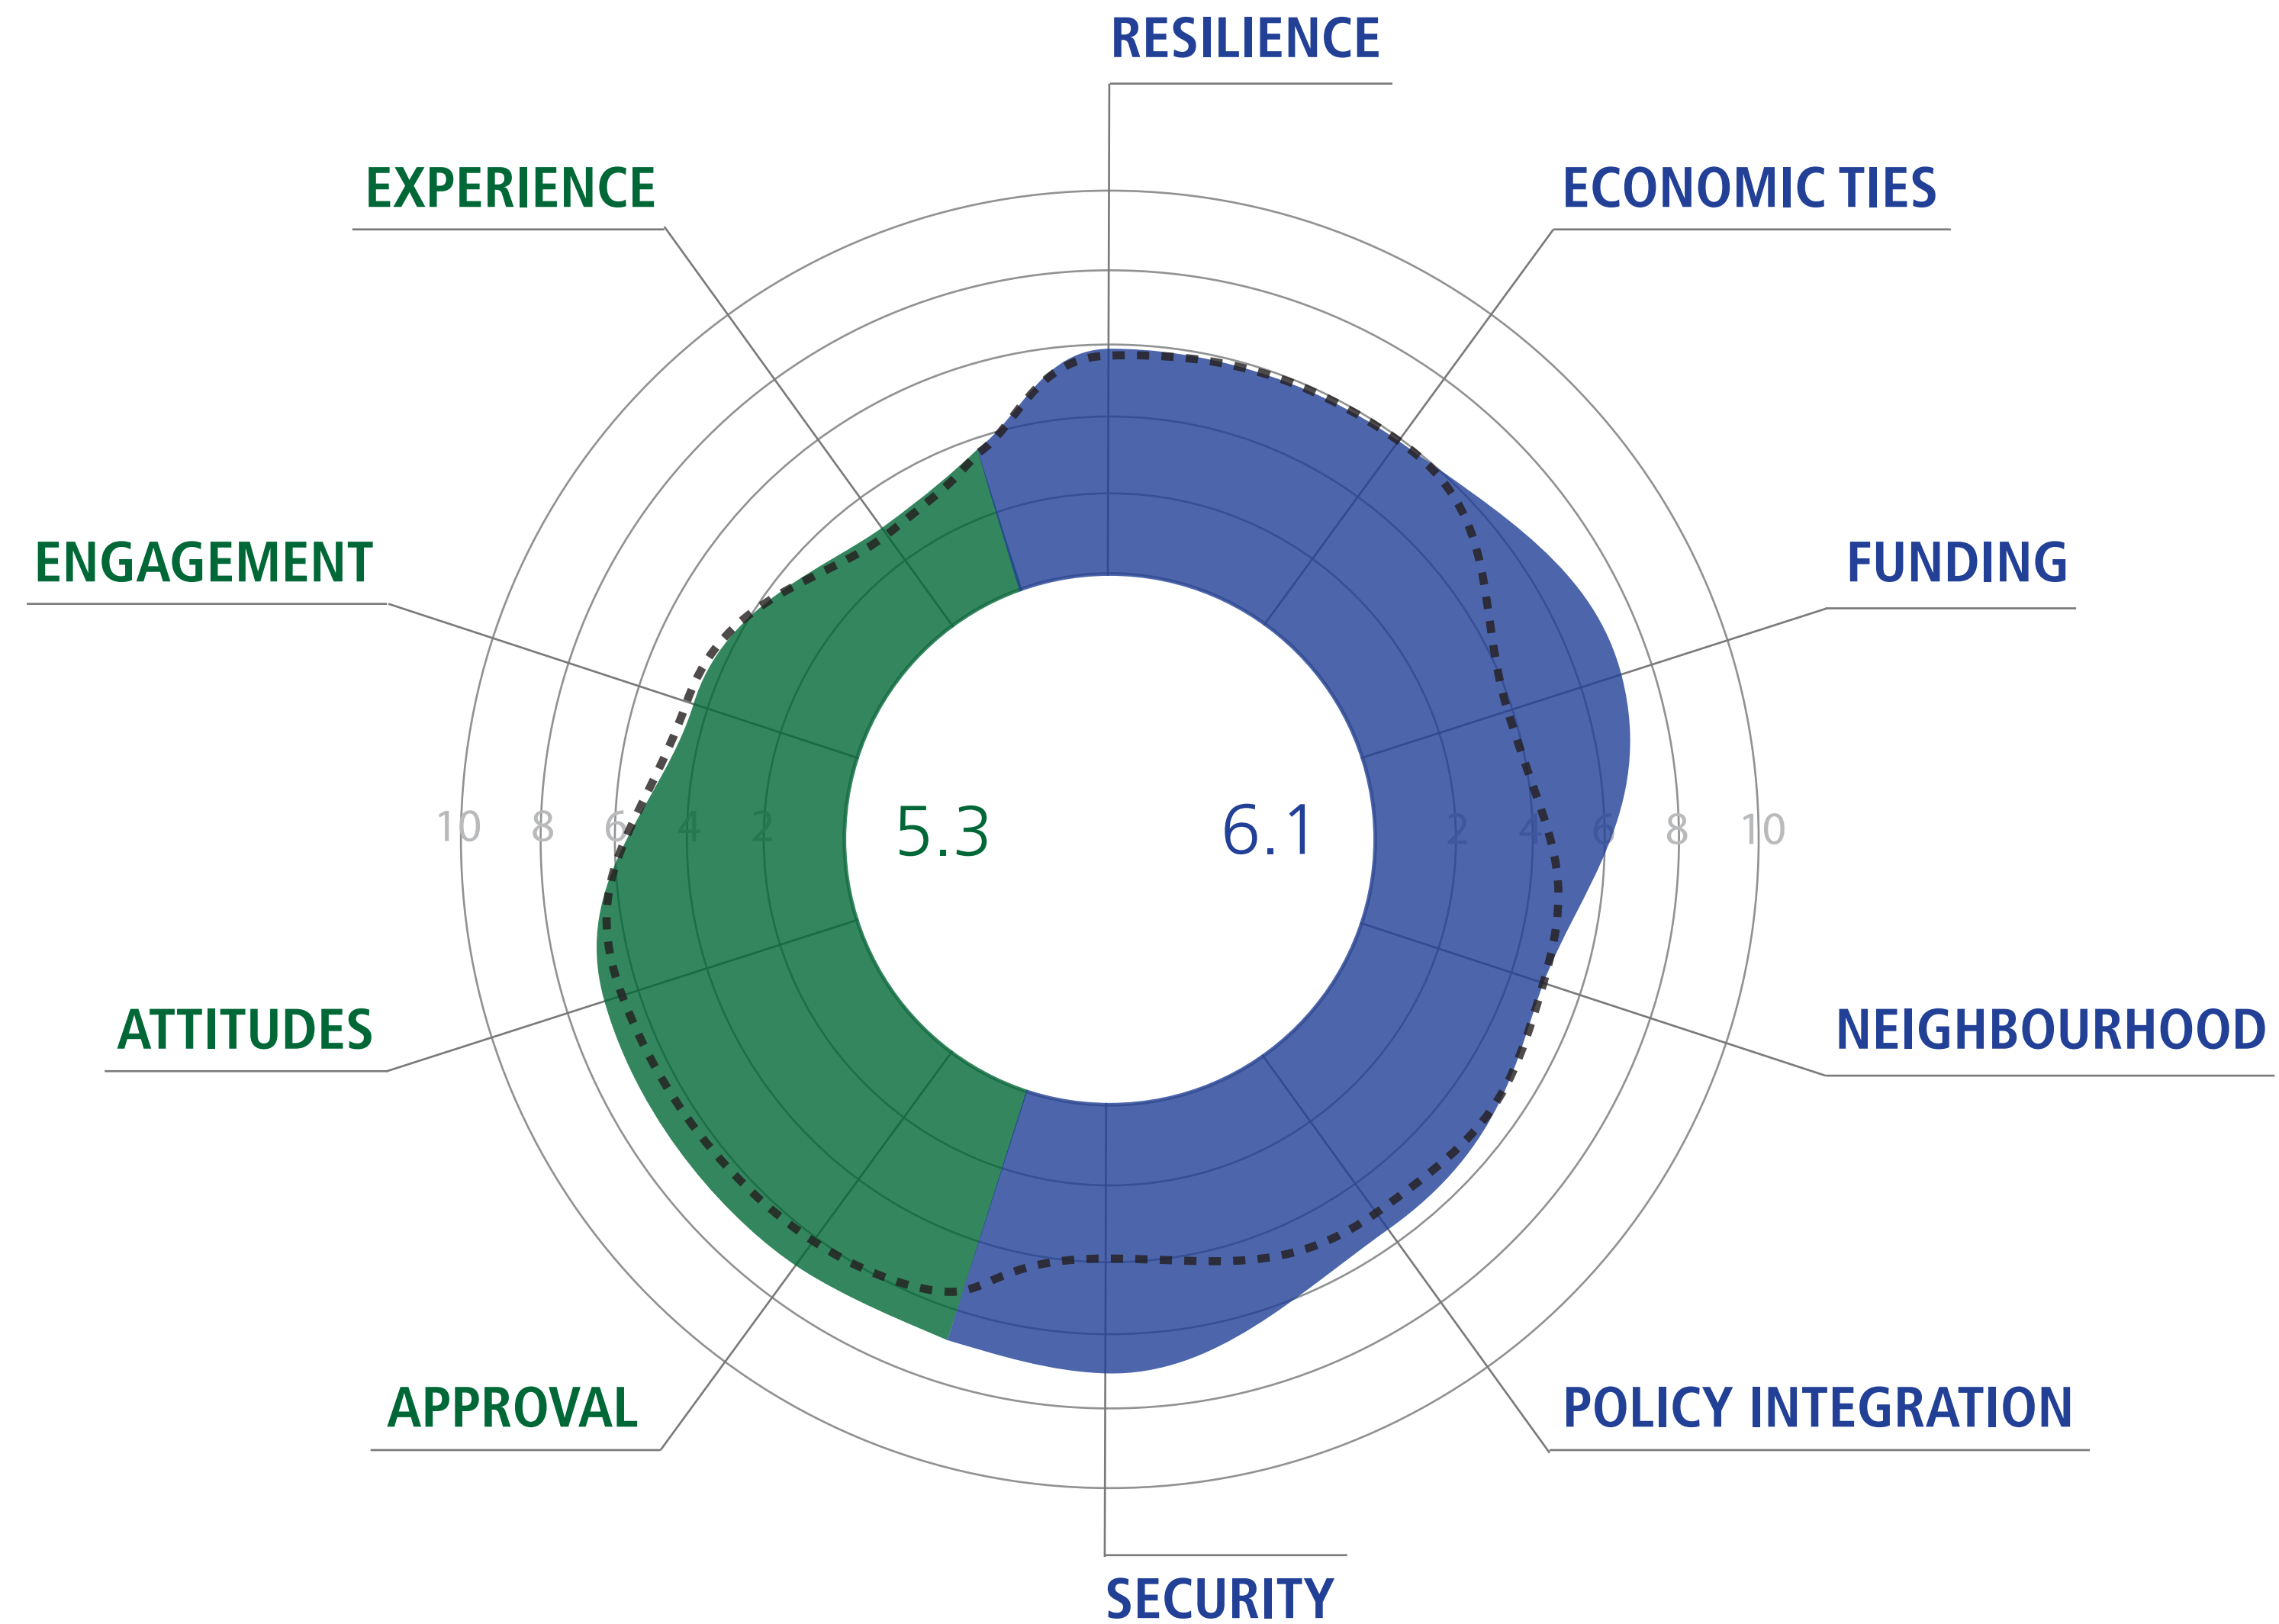 RESILIENCE
EXPERIENCE
ECONOMIC TIES
ENGAGEMENT
FUNDING
10 8 6 4 2 5.3 6.1 2 4 6 8 10
ATTITUDES
NEIGHBOURHOOD
APPROVAL
POLICY INTEGRATION
SECURITY